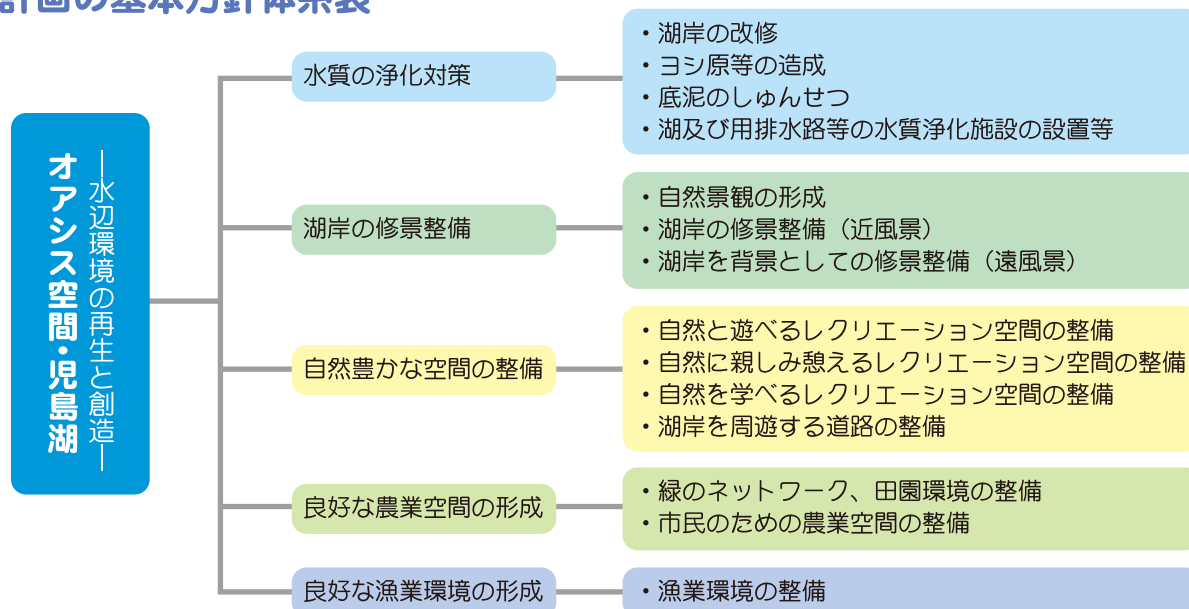 計画の基本方針体系表
オアシス空間・児島湖
―水辺環境の再生と創造―
水質の浄化対策
・湖岸の改修
・ヨシ原等の造成
・底泥のしゅんせつ
・湖及び用排水路等の水質浄化施設の設置等
湖岸の修景整備
・自然景観の形成
・湖岸の修景整備（近風景）
・湖岸を背景としての修景整備（遠風景）
自然豊かな空間の整備
・自然と遊べるレクリエーション空間の整備
・自然に親しみ憩えるレクリエーション空間の整備
・自然を学べるレクリエーション空間の整備
・湖岸を周遊する道路の整備
良好な農業空間の形成
・緑のネットワーク、田園環境の整備
・市民のための農業空間の整備
良好な漁業環境の形成
・漁業環境の整備